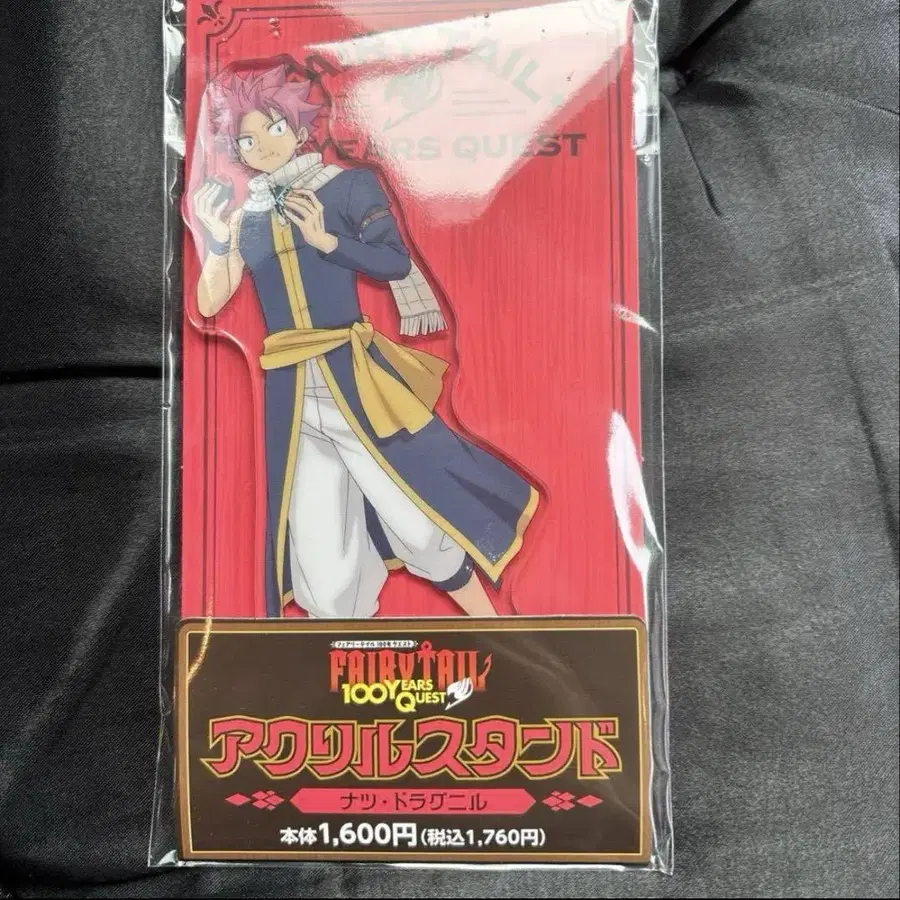 FAIRY TAIL
YEARS QUEST
フェアリーテイル 100年クエスト
FAIRY TAIL
100 YEARS
QUEST
アクリルスタンド
ナツ・ドラグニル
本体1,600円(税込1,760円)